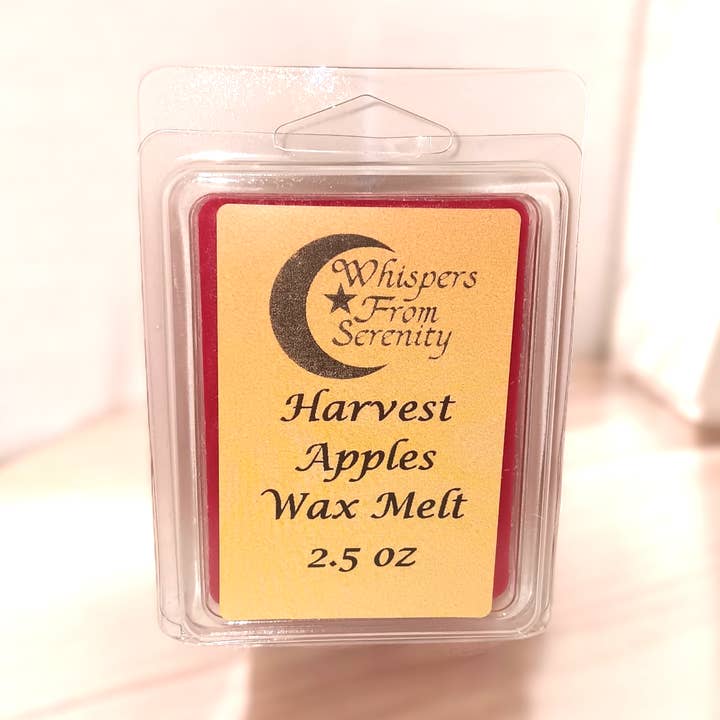 Whispers
From
Serenity
Harvest
Apples
Wax Melt
2.5 oz